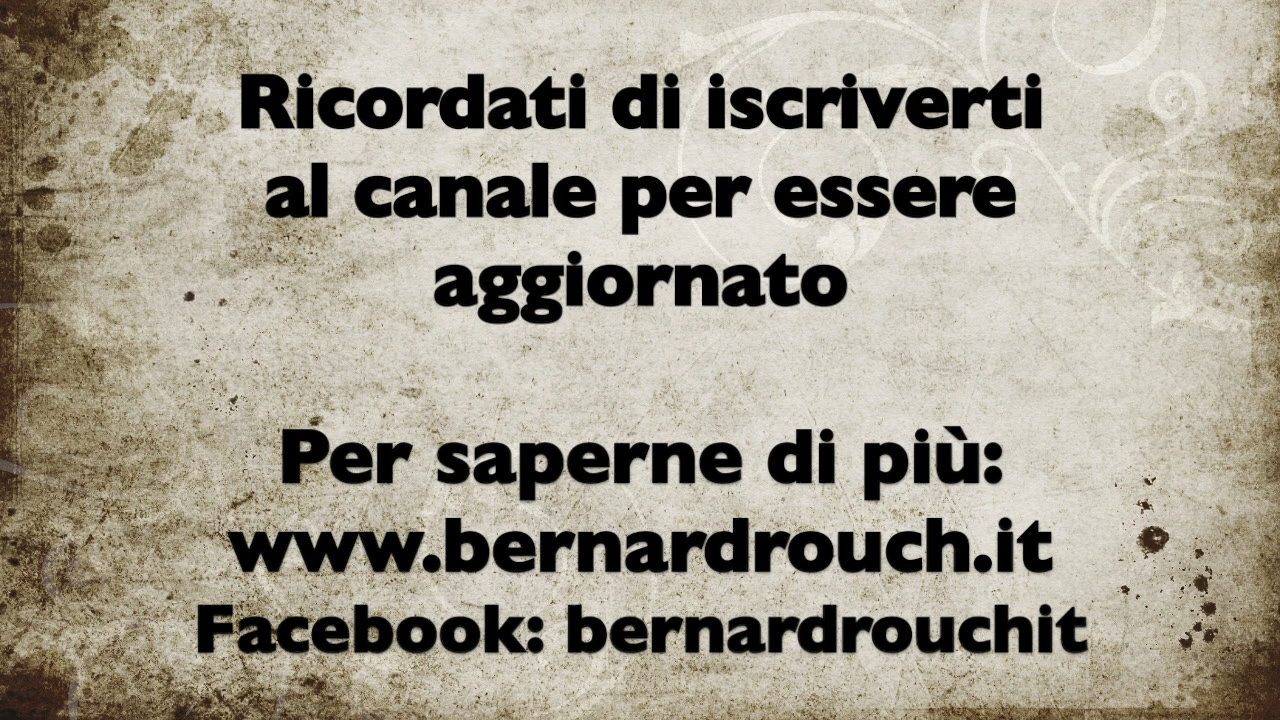 Ricordati di iscriverti
al canale per essere
aggiornato
Per saperne di più:
www.bernardrouch.it
Facebook: bernardrouchit